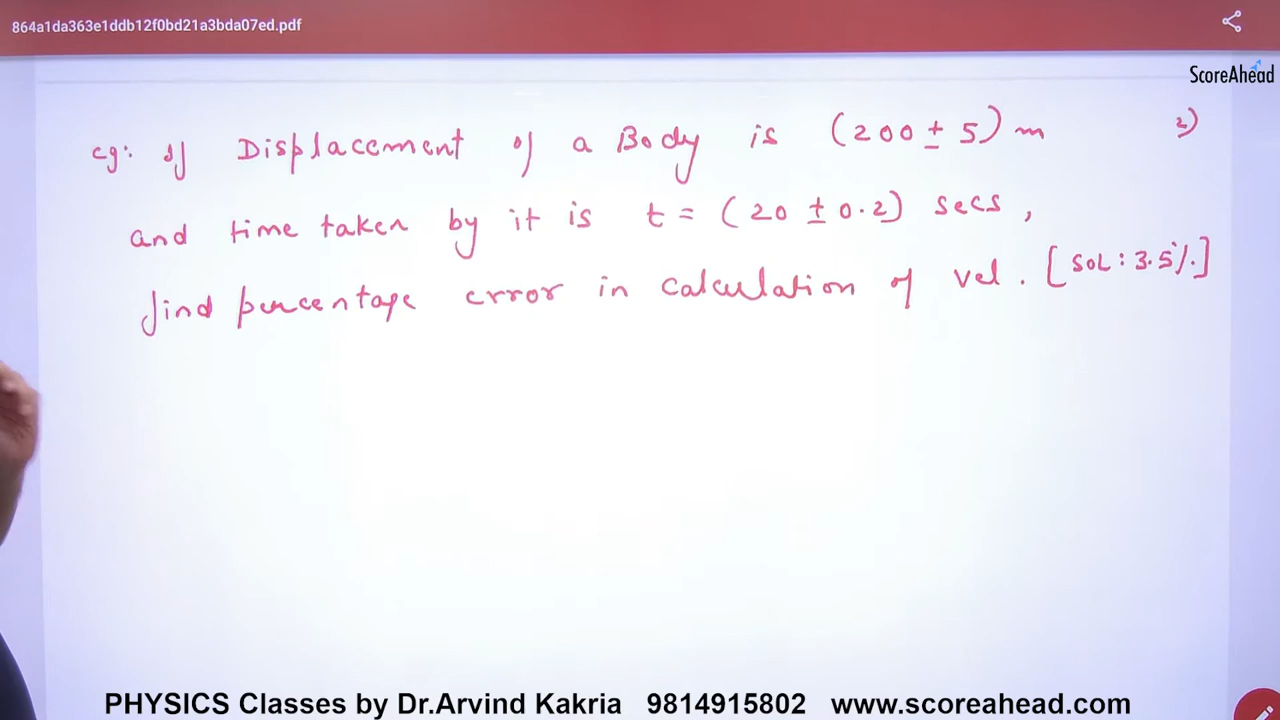 864a1da363e1ddb12f0bd21a3bda07ed.pdf
ScoreAhead
eg: If Displacement of a Body is (200 ± 5) m 2)
and time taken by it is t = (20 ± 0.2) secs,
find percentage error in calculation of vel. [SOL: 3.5%]
PHYSICS Classes by Dr.Arvind Kakria 9814915802 www.scoreahead.com